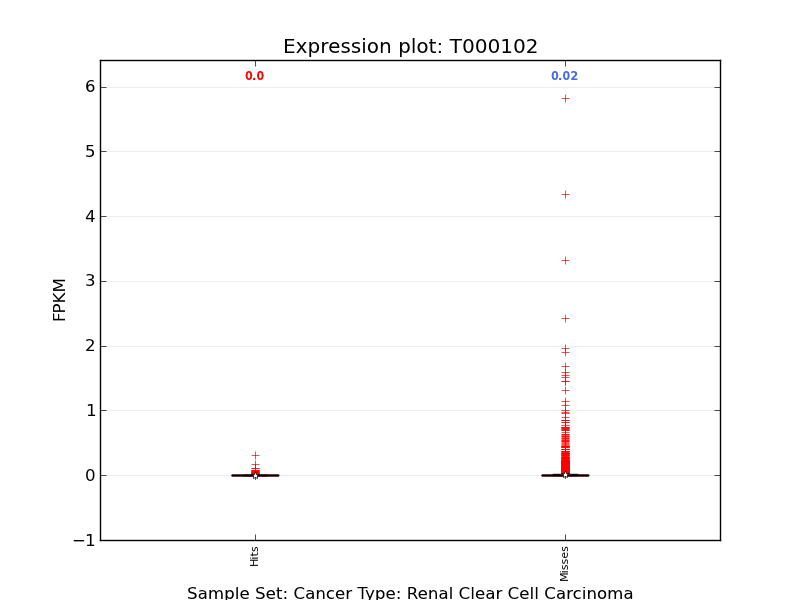 Expression plot: T000102
0.0
0.02
6
5
4
3
2
1
0
−1
FPKM
Hits
Misses
Sample Set: Cancer Type: Renal Clear Cell Carcinoma